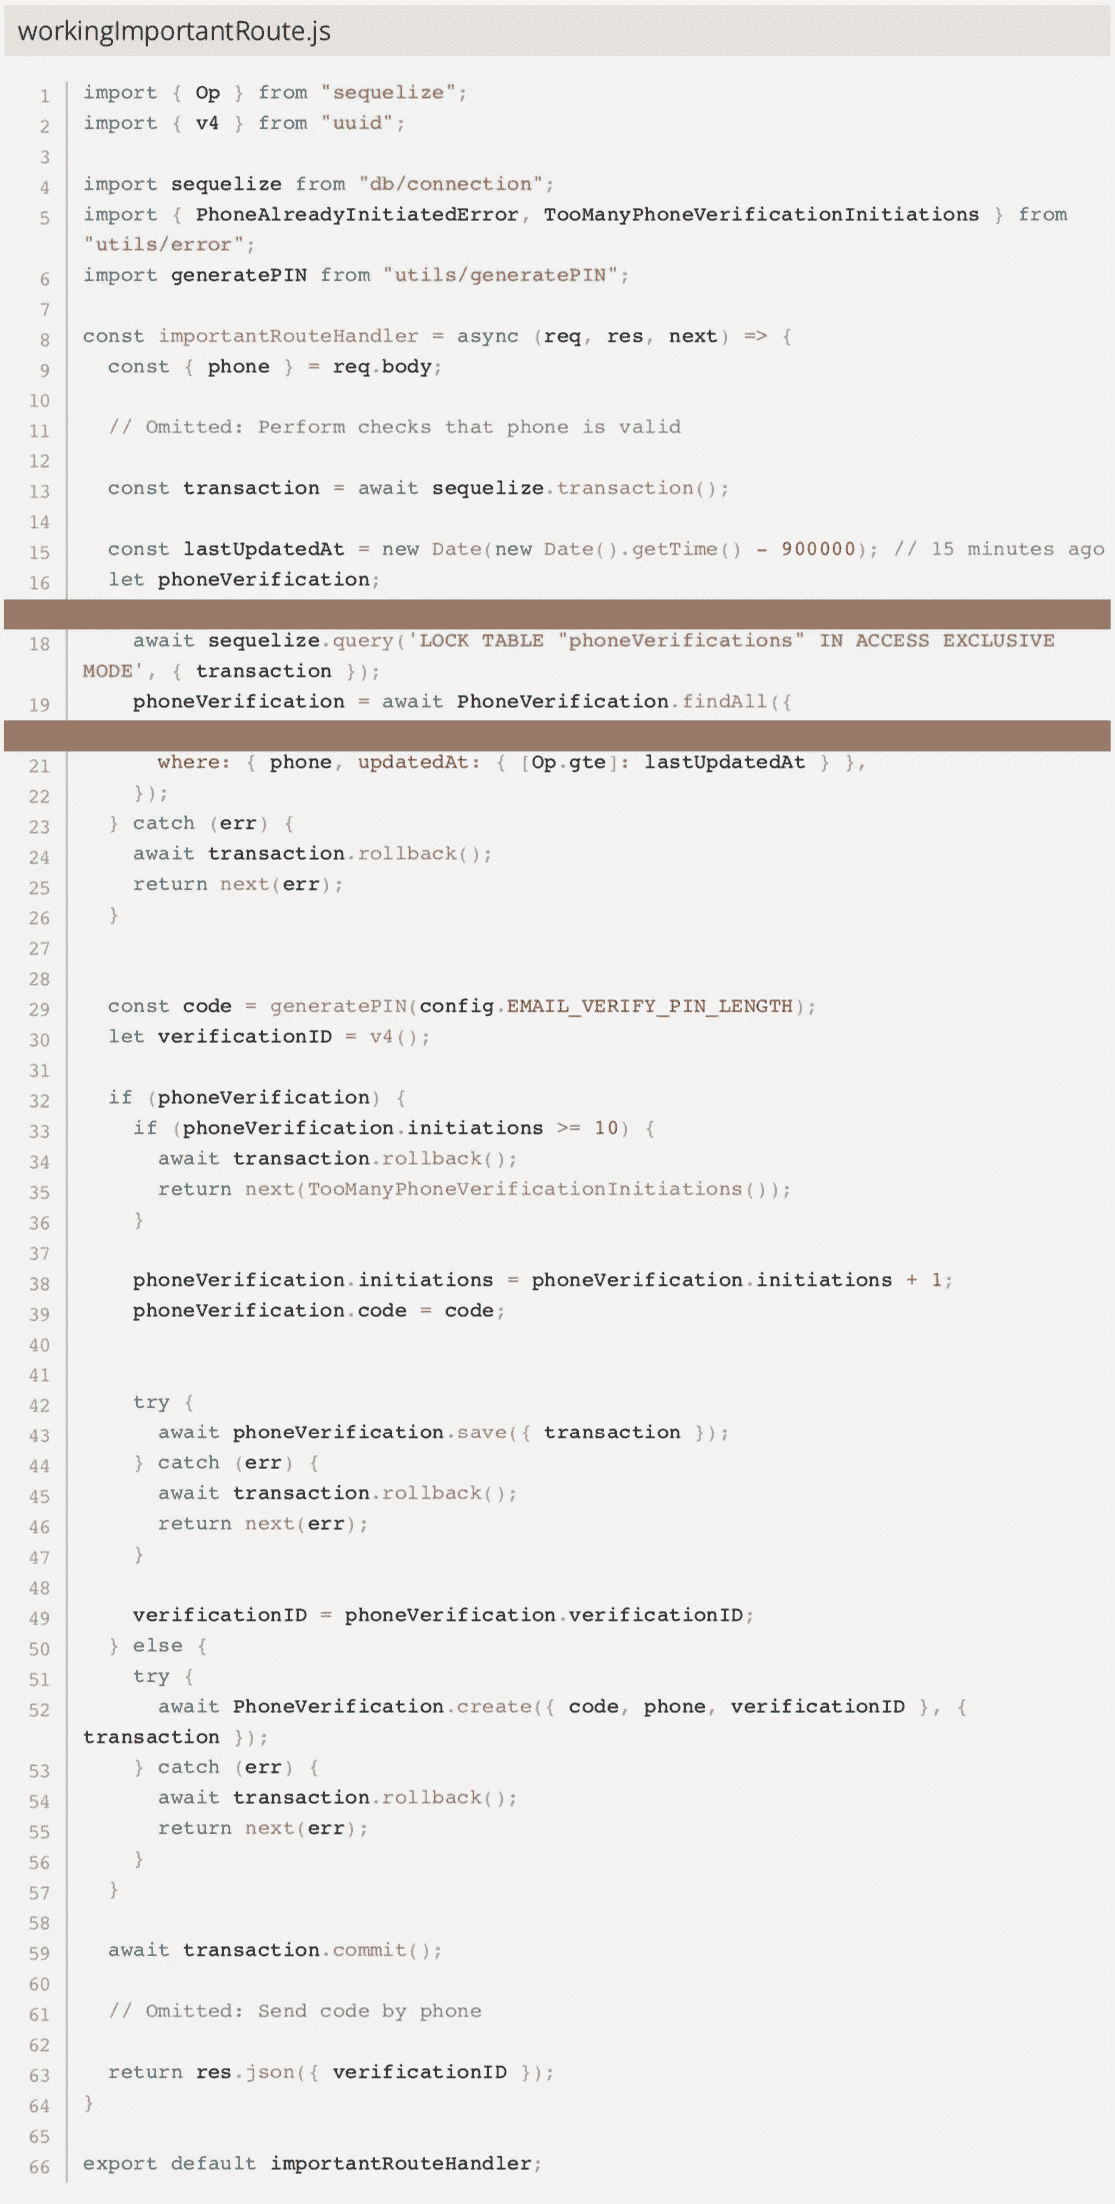 workingImportantRoute.js
1 import { Op } from "sequelize";
2 import { v4 } from "uuid";
3
4 import sequelize from "db/connection";
5 import { PhoneAlreadyInitiatedError, TooManyPhoneVerificationInitiations } from
"utils/error";
6 import generatePIN from "utils/generatePIN";
7
8 const importantRouteHandler = async (req, res, next) => {
9   const { phone } = req.body;
10
11   // Omitted: Perform checks that phone is valid
12
13   const transaction = await sequelize.transaction();
14
15   const lastUpdatedAt = new Date(new Date().getTime() - 900000); // 15 minutes ago
16   let phoneVerification;
18     await sequelize.query('LOCK TABLE "phoneVerifications" IN ACCESS EXCLUSIVE
MODE', { transaction });
19     phoneVerification = await PhoneVerification.findAll({
21       where: { phone, updatedAt: { [Op.gte]: lastUpdatedAt } },
22     });
23   } catch (err) {
24     await transaction.rollback();
25     return next(err);
26   }
27
28
29   const code = generatePIN(config.EMAIL_VERIFY_PIN_LENGTH);
30   let verificationID = v4();
31
32   if (phoneVerification) {
33     if (phoneVerification.initiations >= 10) {
34       await transaction.rollback();
35       return next(TooManyPhoneVerificationInitiations());
36     }
37
38     phoneVerification.initiations = phoneVerification.initiations + 1;
39     phoneVerification.code = code;
40
41
42     try {
43       await phoneVerification.save({ transaction });
44     } catch (err) {
45       await transaction.rollback();
46       return next(err);
47     }
48
49     verificationID = phoneVerification.verificationID;
50   } else {
51     try {
52       await PhoneVerification.create({ code, phone, verificationID }, {
transaction });
53     } catch (err) {
54       await transaction.rollback();
55       return next(err);
56     }
57   }
58
59   await transaction.commit();
60
61   // Omitted: Send code by phone
62
63   return res.json({ verificationID });
64 }
65
66 export default importantRouteHandler;